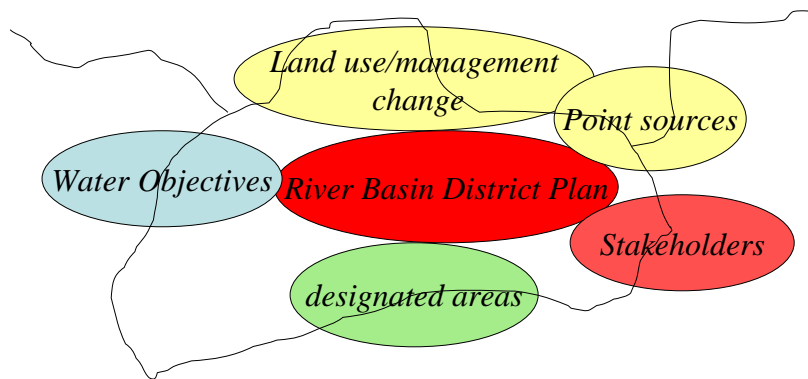 Land use/management
change
Point sources
Water Objectives
River Basin District Plan
Stakeholders
designated areas